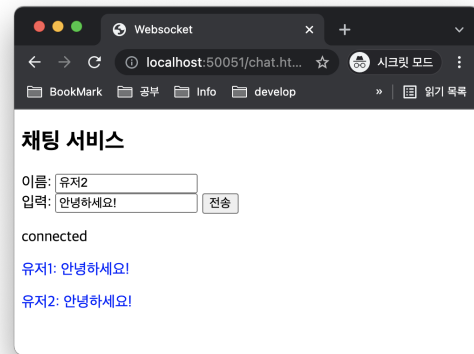 Websocket
localhost:50051/chat.ht...
시크릿 모드
BookMark 공부 Info develop » 읽기 목록
채팅 서비스
이름: 유저2
입력: 안녕하세요! 전송
connected
유저1: 안녕하세요!
유저2: 안녕하세요!